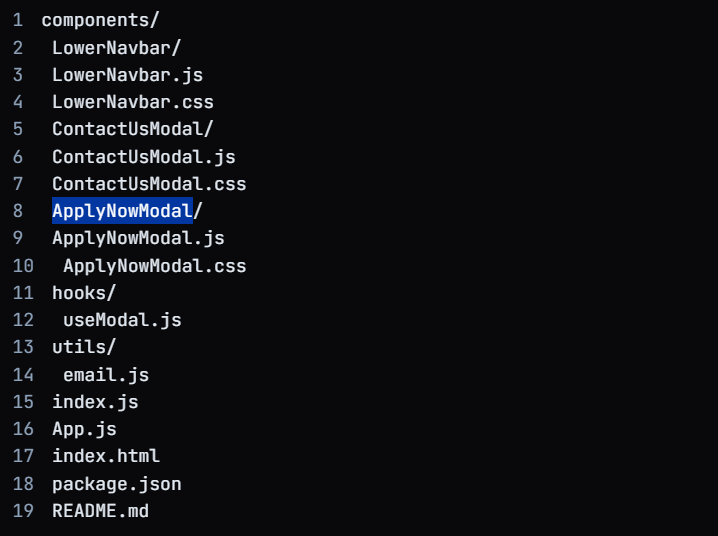 1 components/
2  LowerNavbar/
3  LowerNavbar.js
4  LowerNavbar.css
5  ContactUsModal/
6  ContactUsModal.js
7  ContactUsModal.css
8  ApplyNowModal/
9  ApplyNowModal.js
10   ApplyNowModal.css
11  hooks/
12   useModal.js
13  utils/
14   email.js
15  index.js
16  App.js
17  index.html
18  package.json
19  README.md